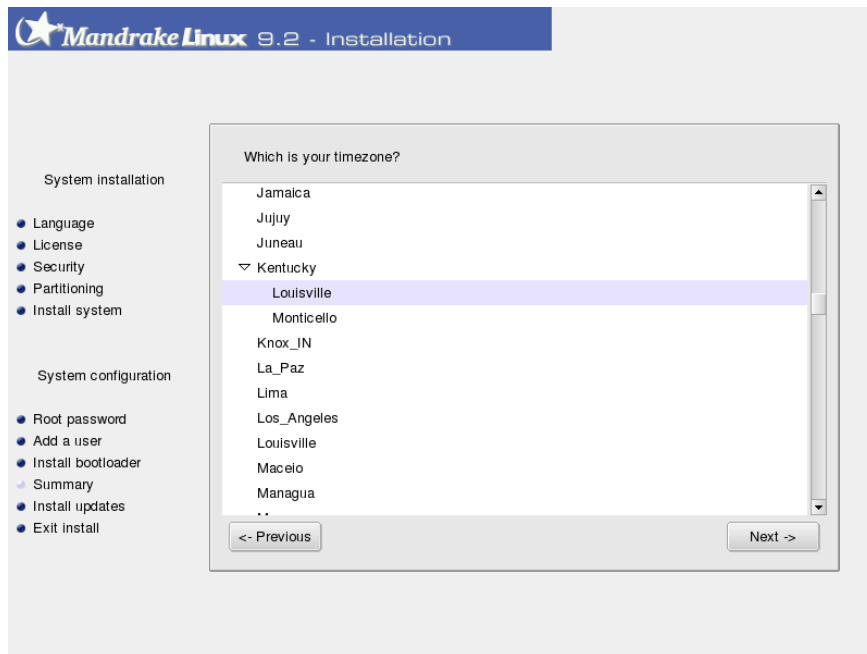 Mandrake Linux 9.2 - Installation
System installation
Language
License
Security
Partitioning
Install system
System configuration
Root password
Add a user
Install bootloader
Summary
Install updates
Exit install
Which is your timezone?
Jamaica
Jujuy
Juneau
Kentucky
Louisville
Monticello
Knox_IN
La_Paz
Lima
Los_Angeles
Louisville
Maceio
Managua
<- Previous
Next ->